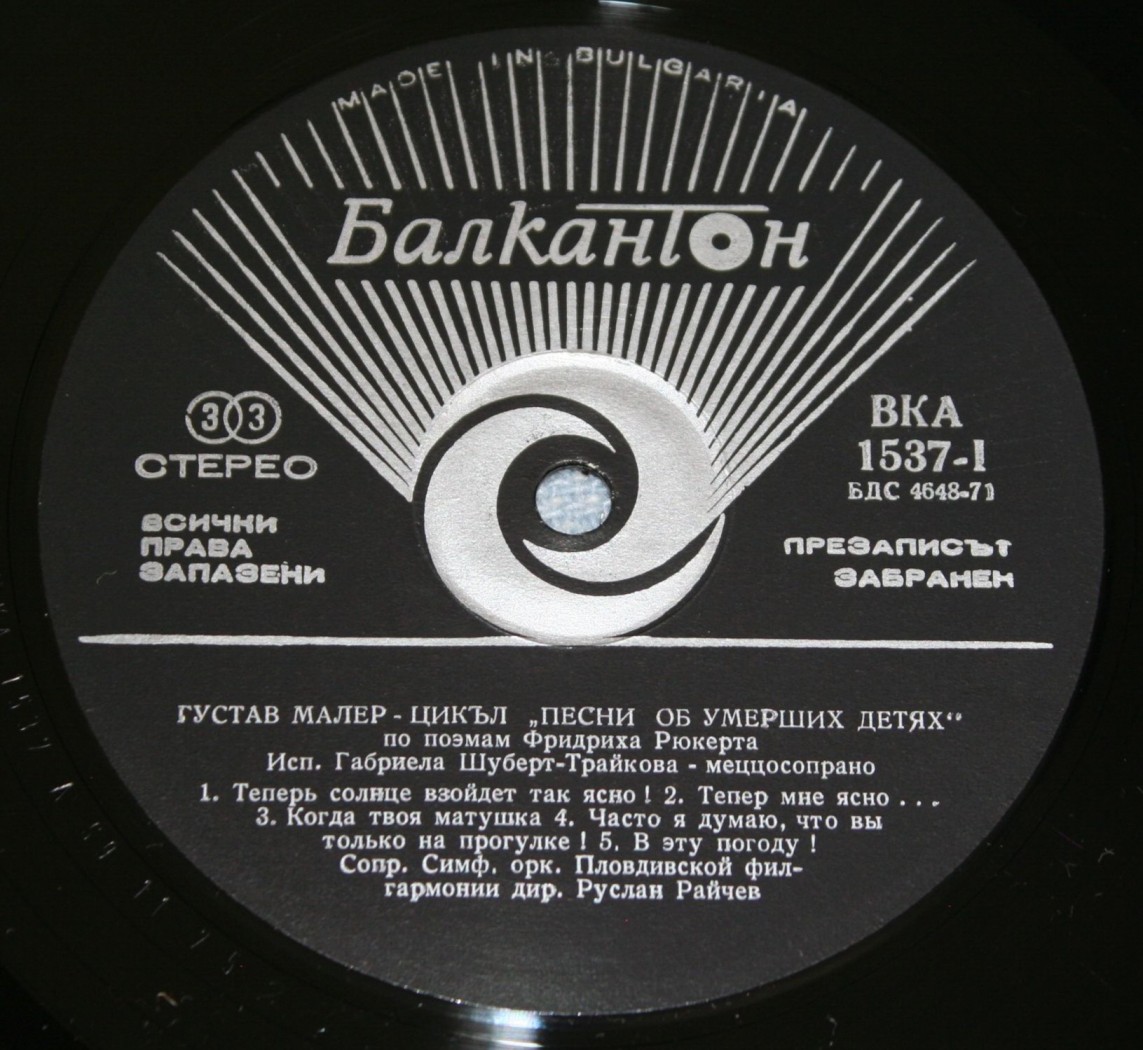 MADE IN BULGARIA
Балкантон
33
СТЕРЕО
ВСИЧКИ
ПРАВА
ЗАПАЗЕНИ
ВКА
1537-I
БДС 4648-71
ПРЕЗАПИСЪТ
ЗАБРАНЕН
ГУСТАВ МАЛЕР - ЦИКЪЛ „ПЕСНИ ОБ УМЕРШИХ ДЕТЯХ“
по поэмам Фридриха Рюкерта
Исп. Габриела Шуберт-Трайкова - меццосопрано
1. Теперь солнце взойдет так ясно ! 2. Тепер мне ясно . . .
3. Когда твоя матушка 4. Часто я думаю, что вы
только на прогулке ! 5. В эту погоду !
Сопр. Симф. орк. Пловдивской фил-
гармонии дир. Руслан Райчев